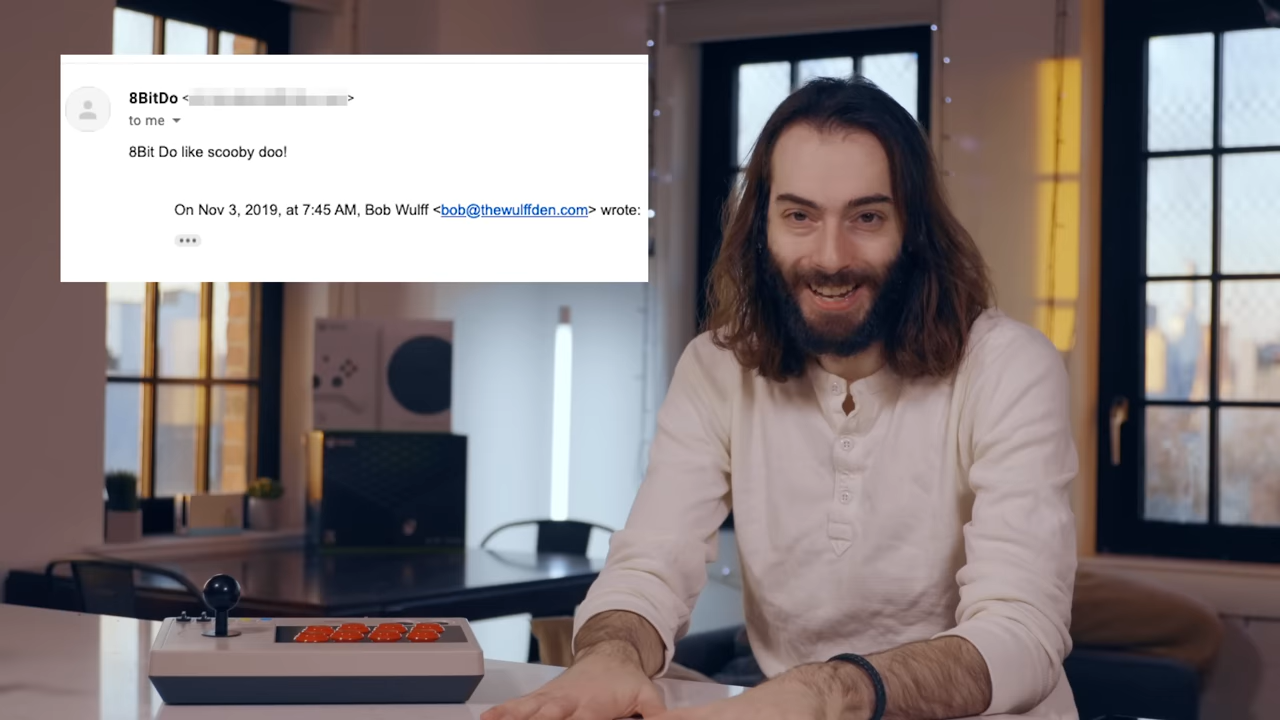 8BitDo <
>
to me
8Bit Do like scooby doo!
On Nov 3, 2019, at 7:45 AM, Bob Wulff <bob@thewulffden.com> wrote: